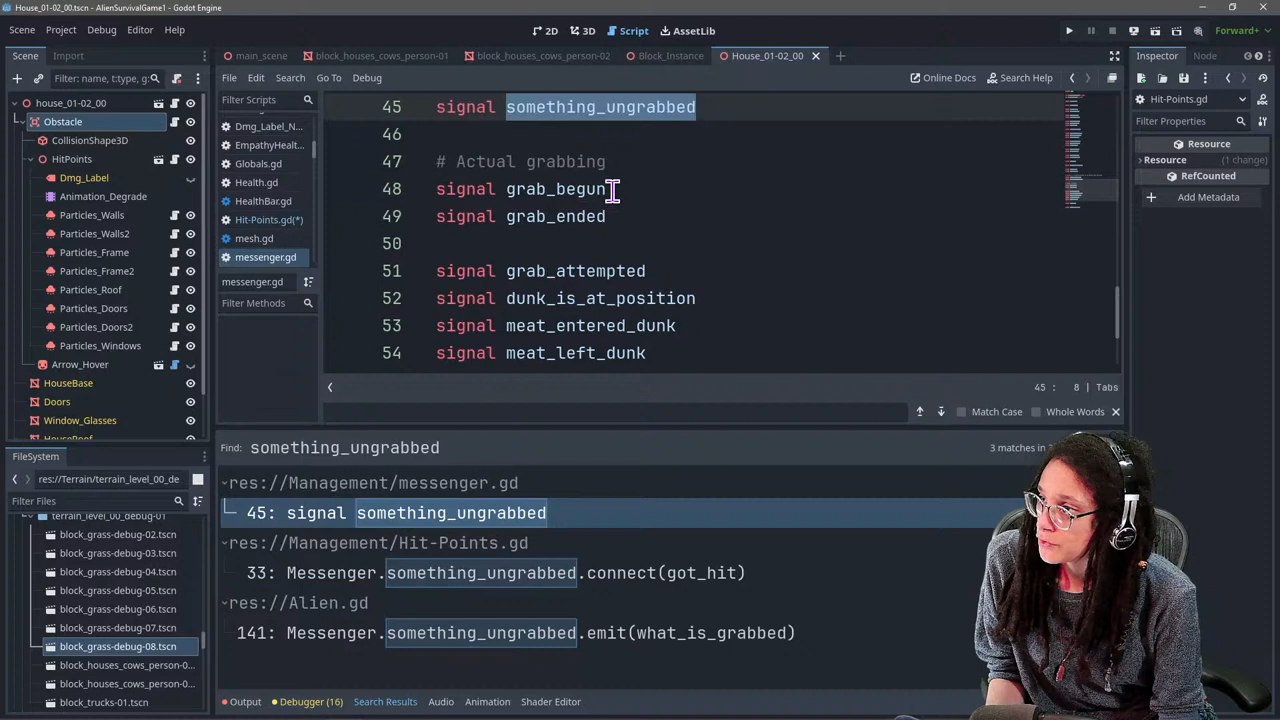 House_01-02_00.tscn - AlienSurvivalGame1 - Godot Engine
Scene Project Debug Editor Help
2D 3D Script AssetLib
Forward+
Scene Import
main_scene block_houses_cows_person-01 block_houses_cows_person-02 Block_Instance House_01-02_00
Inspector Node
Filter: name, t:type, g:
File Edit Search Go To Debug
Online Docs Search Help
house_01-02_00
Obstacle
CollisionShape3D
HitPoints
Dmg_Label
Animation_Degrade
Particles_Walls
Particles_Walls2
Particles_Frame
Particles_Frame2
Particles_Roof
Particles_Doors
Particles_Doors2
Particles_Windows
Arrow_Hover
HouseBase
Doors
Window_Glasses
HouseRoof
Filter Scripts
Dmg_Label_N...
EmpathyHealt...
Globals.gd
Health.gd
HealthBar.gd
Hit-Points.gd(*)
mesh.gd
messenger.gd
messenger.gd
Filter Methods
45 signal something_ungrabbed
46
47 # Actual grabbing
48 signal grab_begun
49 signal grab_ended
50
51 signal grab_attempted
52 signal dunk_is_at_position
53 signal meat_entered_dunk
54 signal meat_left_dunk
45 : 8 | Tabs
Match Case Whole Words
Hit-Points.gd
Filter Properties
Resource
Resource (1 change)
RefCounted
Add Metadata
FileSystem
res://Terrain/terrain_level_00_de
Filter Files
terrain_level_00_debug-01
block_grass-debug-02.tscn
block_grass-debug-03.tscn
block_grass-debug-04.tscn
block_grass-debug-05.tscn
block_grass-debug-06.tscn
block_grass-debug-07.tscn
block_grass-debug-08.tscn
block_houses_cows_person-0...
block_houses_cows_person-0...
block_trucks-01.tscn
Find: something_ungrabbed
3 matches in
res://Management/messenger.gd
45: signal something_ungrabbed
res://Management/Hit-Points.gd
33: Messenger.something_ungrabbed.connect(got_hit)
res://Alien.gd
141: Messenger.something_ungrabbed.emit(what_is_grabbed)
Output Debugger (16) Search Results Audio Animation Shader Editor